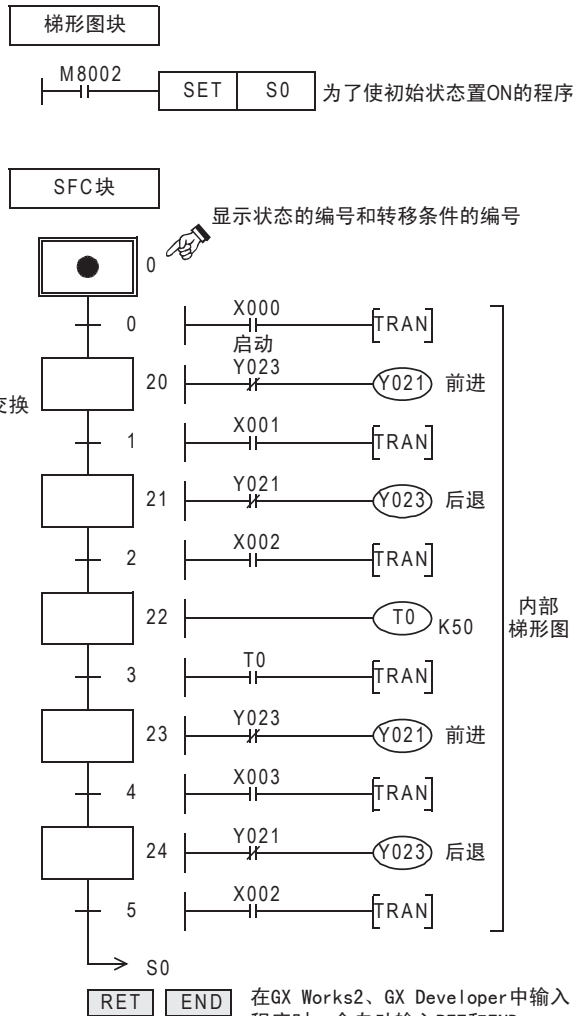 梯形图块
M8002
SET S0 为了使初始状态置ON的程序
SFC块
显示状态的编号和转移条件的编号
0
0 X000 TRAN
启动
20 Y023 Y021 前进
变换
1 X001 TRAN
21 Y021 Y023 后退
2 X002 TRAN
22 T0 K50
内部
梯形图
3 T0 TRAN
23 Y023 Y021 前进
4 X003 TRAN
24 Y021 Y023 后退
5 X002 TRAN
S0
RET END 在GX Works2、GX Developer中输入